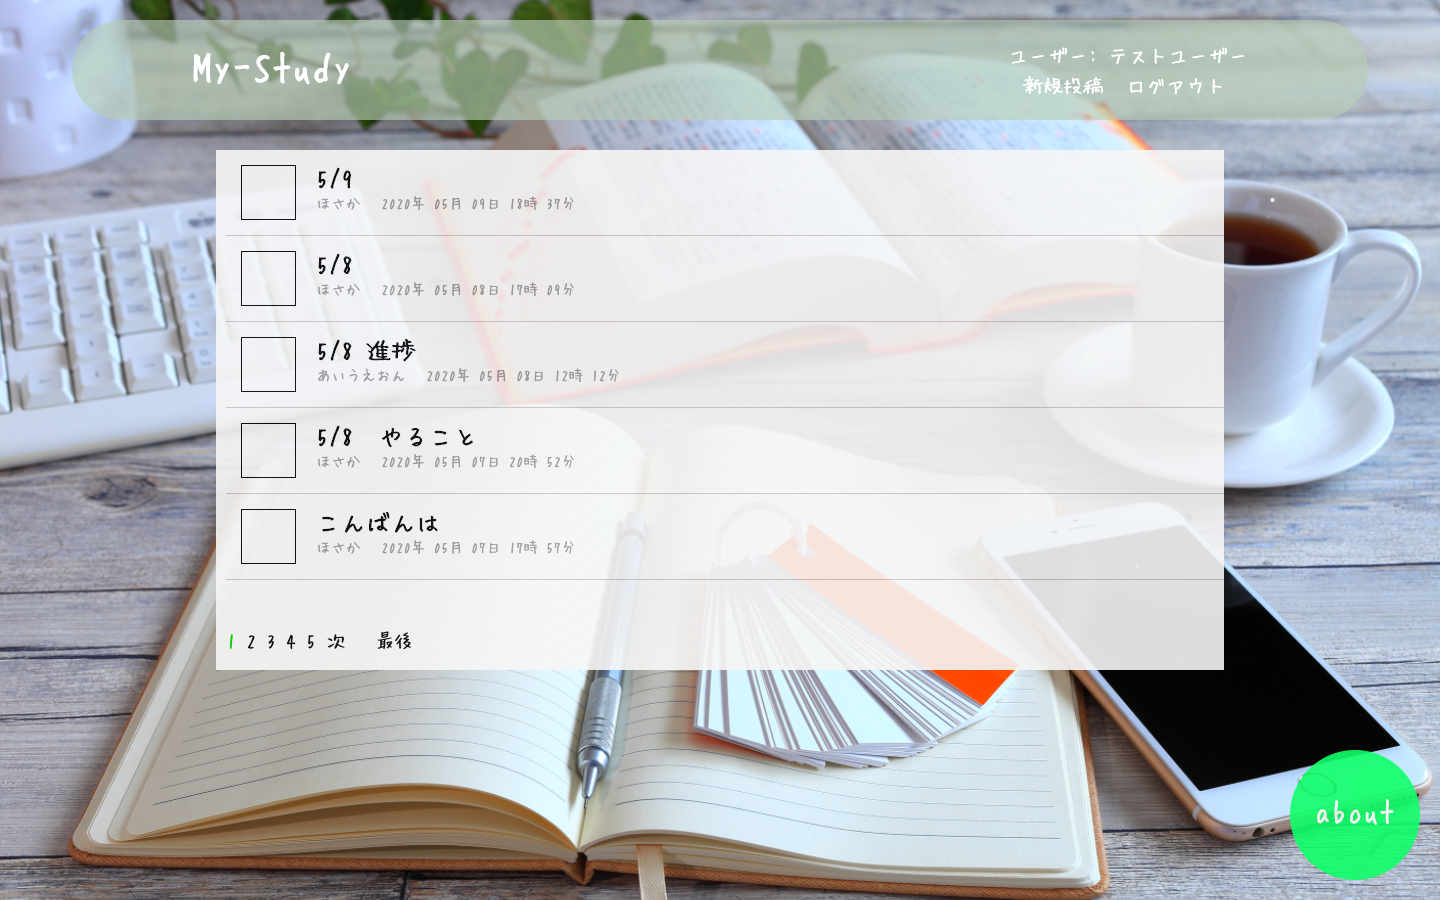 My-Study
ユーザー: テストユーザー
新規投稿 ログアウト
5/9
ほさか 2020年 05月 09日 18時 37分
5/8
ほさか 2020年 05月 08日 17時 09分
5/8 進捗
あいうえおん 2020年 05月 08日 12時 12分
5/8 やること
ほさか 2020年 05月 07日 20時 52分
こんばんは
ほさか 2020年 05月 07日 17時 57分
1 2 3 4 5 次 最後
about